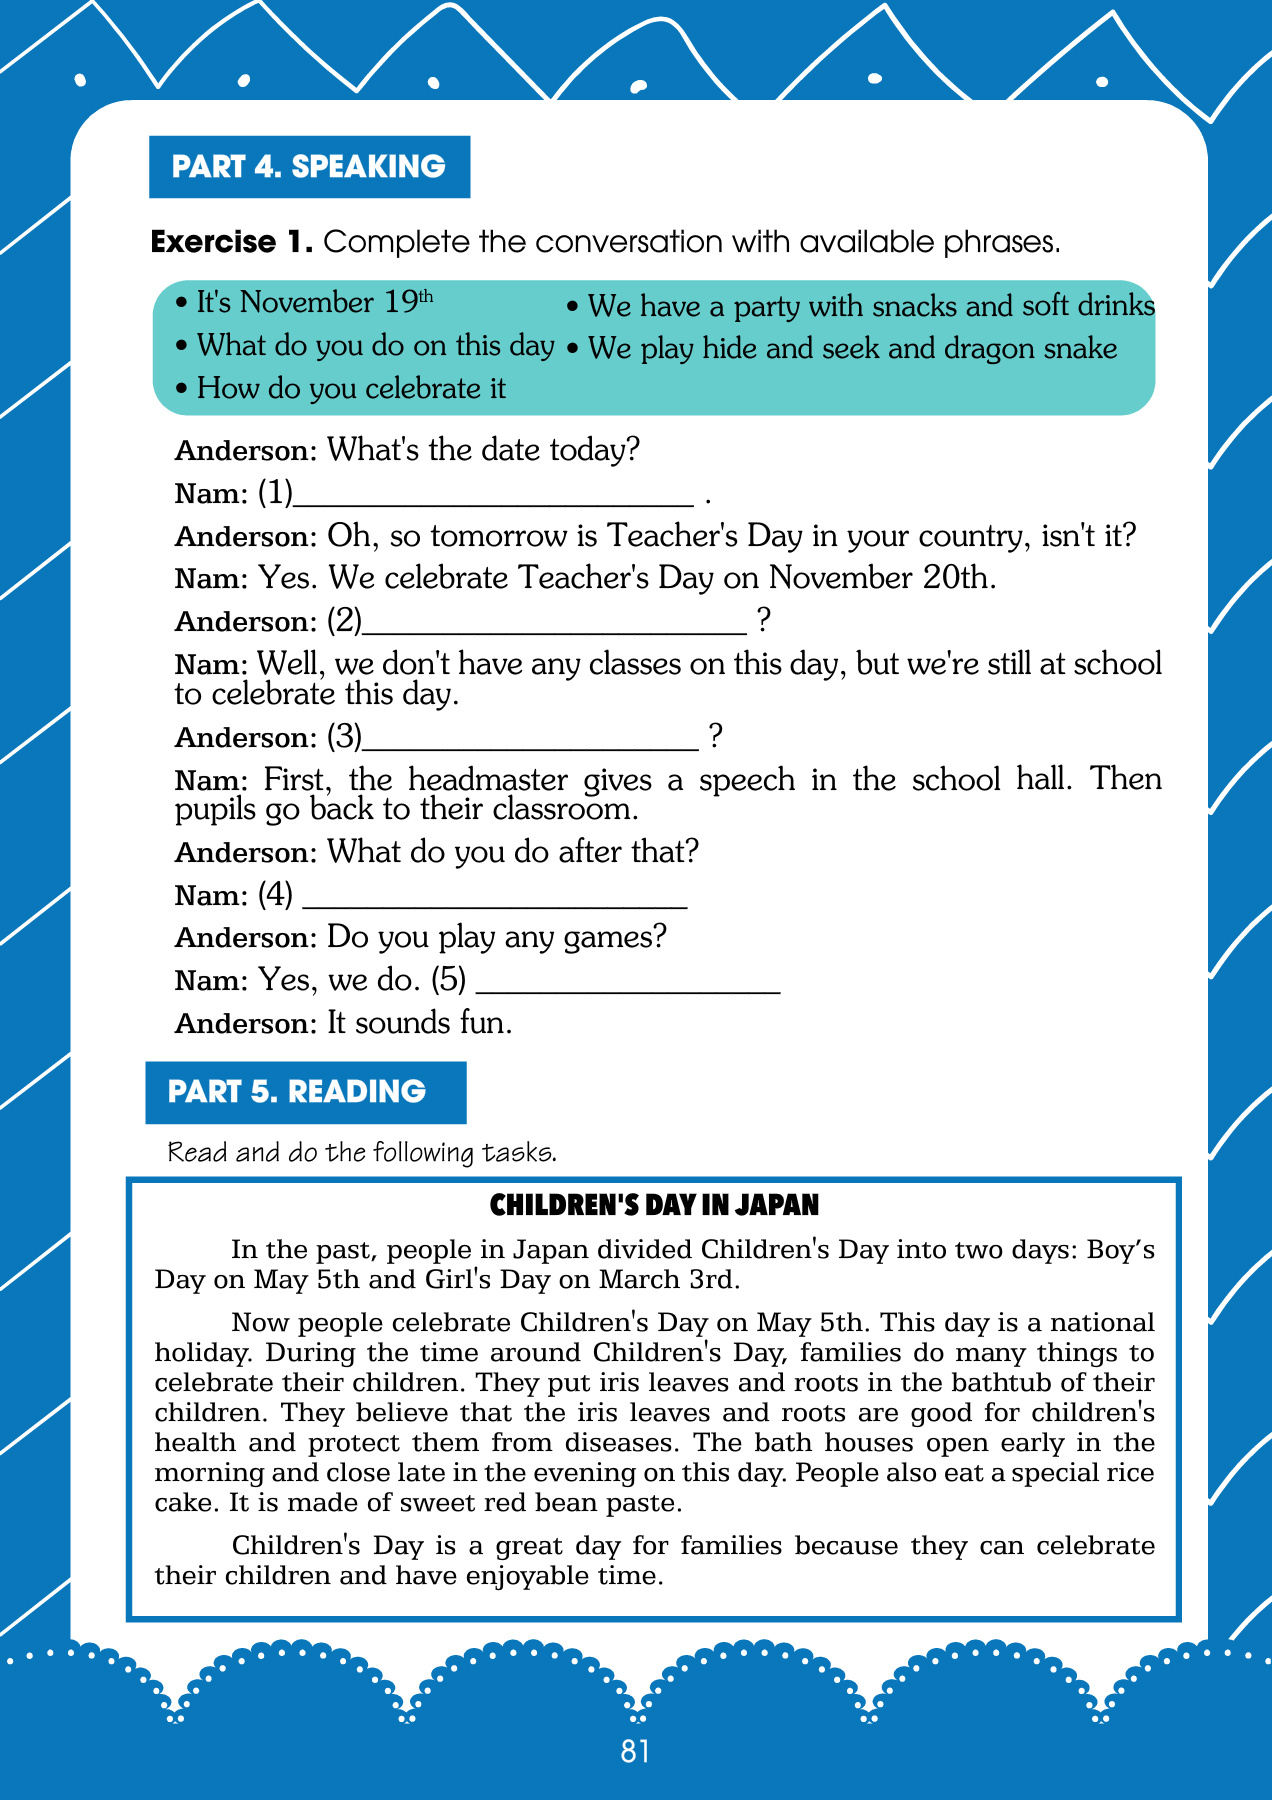 PART 4. SPEAKING
Exercise 1. Complete the conversation with available phrases.
• It's November 19th
• What do you do on this day
• How do you celebrate it
• We have a party with snacks and soft drinks
• We play hide and seek and dragon snake
Anderson: What's the date today?
Nam: (1)_________________________ .
Anderson: Oh, so tomorrow is Teacher's Day in your country, isn't it?
Nam: Yes. We celebrate Teacher's Day on November 20th.
Anderson: (2)________________________ ?
Nam: Well, we don't have any classes on this day, but we're still at school
to celebrate this day.
Anderson: (3)_____________________ ?
Nam: First, the headmaster gives a speech in the school hall. Then
pupils go back to their classroom.
Anderson: What do you do after that?
Nam: (4) ________________________
Anderson: Do you play any games?
Nam: Yes, we do. (5) ___________________
Anderson: It sounds fun.
PART 5. READING
Read and do the following tasks.
CHILDREN'S DAY IN JAPAN
In the past, people in Japan divided Children's Day into two days: Boy’s
Day on May 5th and Girl's Day on March 3rd.
Now people celebrate Children's Day on May 5th. This day is a national
holiday. During the time around Children's Day, families do many things to
celebrate their children. They put iris leaves and roots in the bathtub of their
children. They believe that the iris leaves and roots are good for children's
health and protect them from diseases. The bath houses open early in the
morning and close late in the evening on this day. People also eat a special rice
cake. It is made of sweet red bean paste.
Children's Day is a great day for families because they can celebrate
their children and have enjoyable time.
81